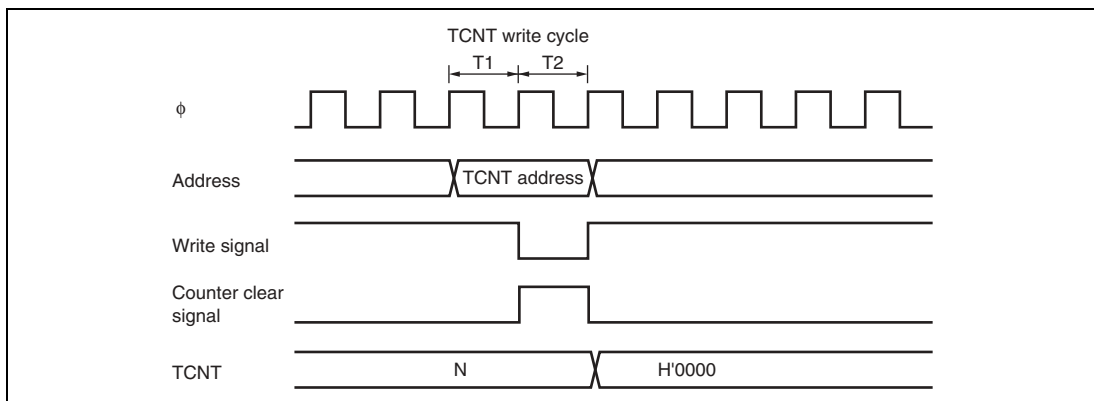 TCNT write cycle
T1 T2
ϕ
Address TCNT address
Write signal
Counter clear
signal
TCNT N H'0000